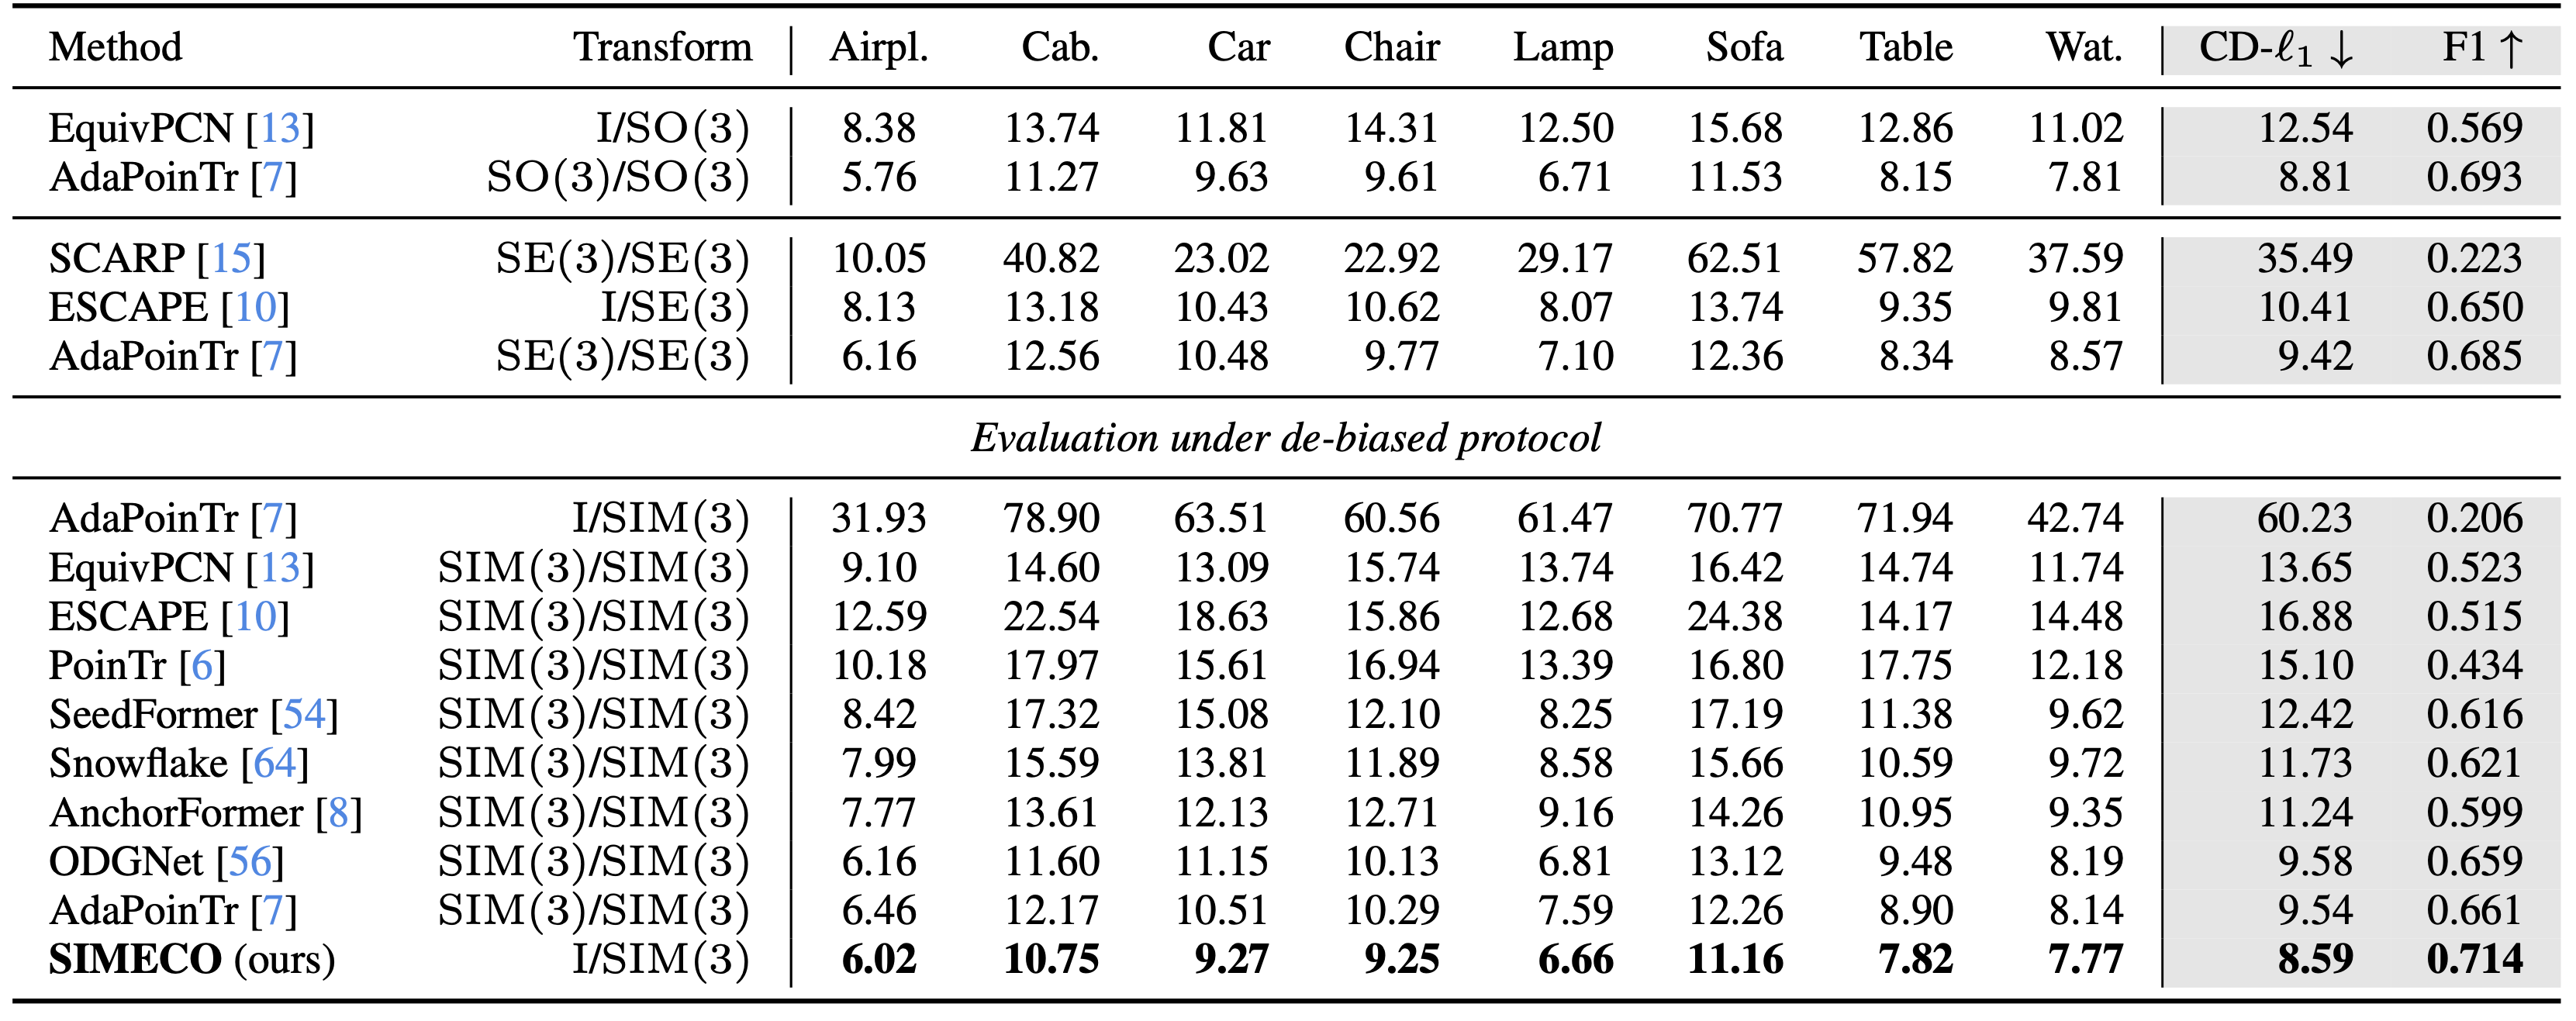 Method Transform Airpl. Cab. Car Chair Lamp Sofa Table Wat. CD-ℓ₁ ↓ F1 ↑
EquivPCN [13] I/SO(3) 8.38 13.74 11.81 14.31 12.50 15.68 12.86 11.02 12.54 0.569
AdaPoinTr [7] SO(3)/SO(3) 5.76 11.27 9.63 9.61 6.71 11.53 8.15 7.81 8.81 0.693
SCARP [15] SE(3)/SE(3) 10.05 40.82 23.02 22.92 29.17 62.51 57.82 37.59 35.49 0.223
ESCAPE [10] I/SE(3) 8.13 13.18 10.43 10.62 8.07 13.74 9.35 9.81 10.41 0.650
AdaPoinTr [7] SE(3)/SE(3) 6.16 12.56 10.48 9.77 7.10 12.36 8.34 8.57 9.42 0.685
Evaluation under de-biased protocol
AdaPoinTr [7] I/SIM(3) 31.93 78.90 63.51 60.56 61.47 70.77 71.94 42.74 60.23 0.206
EquivPCN [13] SIM(3)/SIM(3) 9.10 14.60 13.09 15.74 13.74 16.42 14.74 11.74 13.65 0.523
ESCAPE [10] SIM(3)/SIM(3) 12.59 22.54 18.63 15.86 12.68 24.38 14.17 14.48 16.88 0.515
PoinTr [6] SIM(3)/SIM(3) 10.18 17.97 15.61 16.94 13.39 16.80 17.75 12.18 15.10 0.434
SeedFormer [54] SIM(3)/SIM(3) 8.42 17.32 15.08 12.10 8.25 17.19 11.38 9.62 12.42 0.616
Snowflake [64] SIM(3)/SIM(3) 7.99 15.59 13.81 11.89 8.58 15.66 10.59 9.72 11.73 0.621
AnchorFormer [8] SIM(3)/SIM(3) 7.77 13.61 12.13 12.71 9.16 14.26 10.95 9.35 11.24 0.599
ODGNet [56] SIM(3)/SIM(3) 6.16 11.60 11.15 10.13 6.81 13.12 9.48 8.19 9.58 0.659
AdaPoinTr [7] SIM(3)/SIM(3) 6.46 12.17 10.51 10.29 7.59 12.26 8.90 8.14 9.54 0.661
SIMECO (ours) I/SIM(3) 6.02 10.75 9.27 9.25 6.66 11.16 7.82 7.77 8.59 0.714